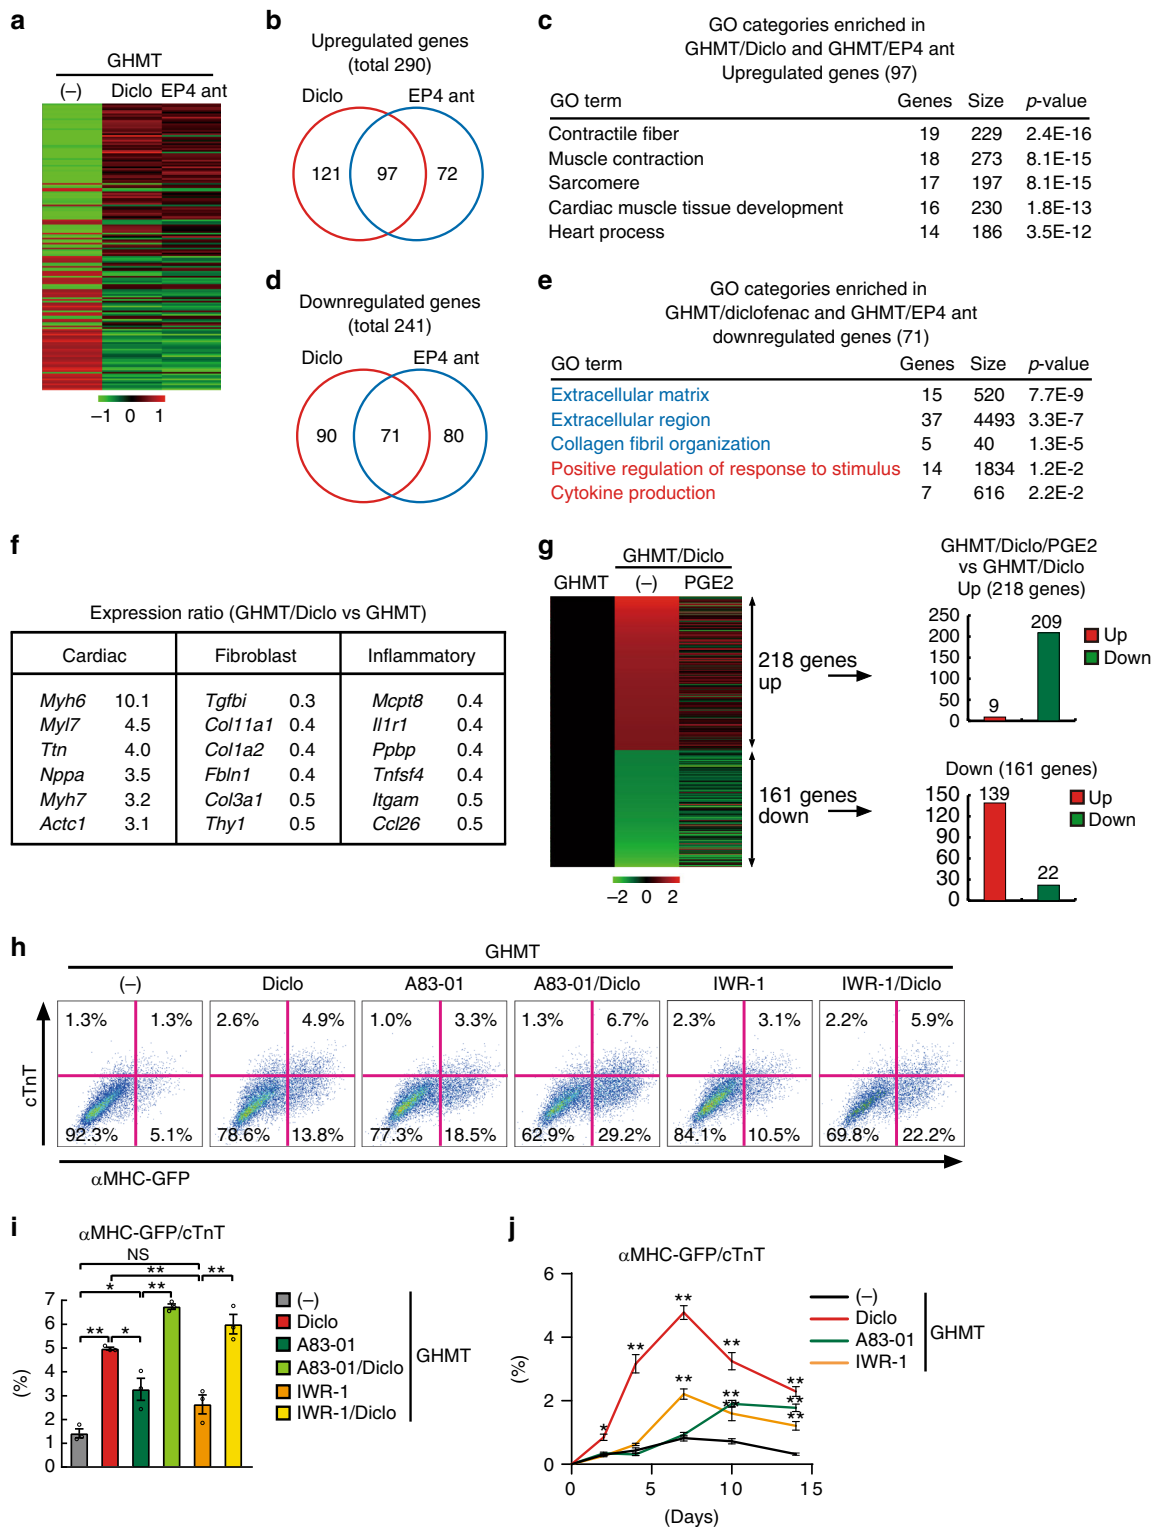 a
GHMT
(–) Diclo EP4 ant
−1 0 1
b
Upregulated genes
(total 290)
Diclo EP4 ant
121 97 72
c
GO categories enriched in
GHMT/Diclo and GHMT/EP4 ant
Upregulated genes (97)
GO term Genes Size p-value
Contractile fiber 19 229 2.4E-16
Muscle contraction 18 273 8.1E-15
Sarcomere 17 197 8.1E-15
Cardiac muscle tissue development 16 230 1.8E-13
Heart process 14 186 3.5E-12
d
Downregulated genes
(total 241)
Diclo EP4 ant
90 71 80
e
GO categories enriched in
GHMT/diclofenac and GHMT/EP4 ant
downregulated genes (71)
GO term Genes Size p-value
Extracellular matrix 15 520 7.7E-9
Extracellular region 37 4493 3.3E-7
Collagen fibril organization 5 40 1.3E-5
Positive regulation of response to stimulus 14 1834 1.2E-2
Cytokine production 7 616 2.2E-2
f
Expression ratio (GHMT/Diclo vs GHMT)
Cardiac Fibroblast Inflammatory
Myh6 10.1 Tgfbi 0.3 Mcpt8 0.4
Myl7 4.5 Col11a1 0.4 Il1r1 0.4
Ttn 4.0 Col1a2 0.4 Ppbp 0.4
Nppa 3.5 Fbln1 0.4 Tnfsf4 0.4
Myh7 3.2 Col3a1 0.5 Itgam 0.5
Actc1 3.1 Thy1 0.5 Ccl26 0.5
g
GHMT/Diclo
GHMT (–) PGE2
218 genes
up
161 genes
down
−2 0 2
GHMT/Diclo/PGE2
vs GHMT/Diclo
Up (218 genes)
250
200
150
100
50
0
9
209
Up
Down
Down (161 genes)
150
120
90
60
30
0
139
22
Up
Down
h
GHMT
(–) Diclo A83-01 A83-01/Diclo IWR-1 IWR-1/Diclo
1.3% 1.3% 2.6% 4.9% 1.0% 3.3% 1.3% 6.7% 2.3% 3.1% 2.2% 5.9%
92.3% 5.1% 78.6% 13.8% 77.3% 18.5% 62.9% 29.2% 84.1% 10.5% 69.8% 22.2%
cTnT
αMHC-GFP
i
αMHC-GFP/cTnT
NS
**
* ** **
** *
7
6
5
4
3
2
1
0
(%)
(–)
Diclo
A83-01
A83-01/Diclo
IWR-1
IWR-1/Diclo
GHMT
j
αMHC-GFP/cTnT
6
4
2
0
(%)
* ** ** ** **
** ** **
** **
0 5 10 15
(Days)
(–)
Diclo
A83-01
IWR-1
GHMT